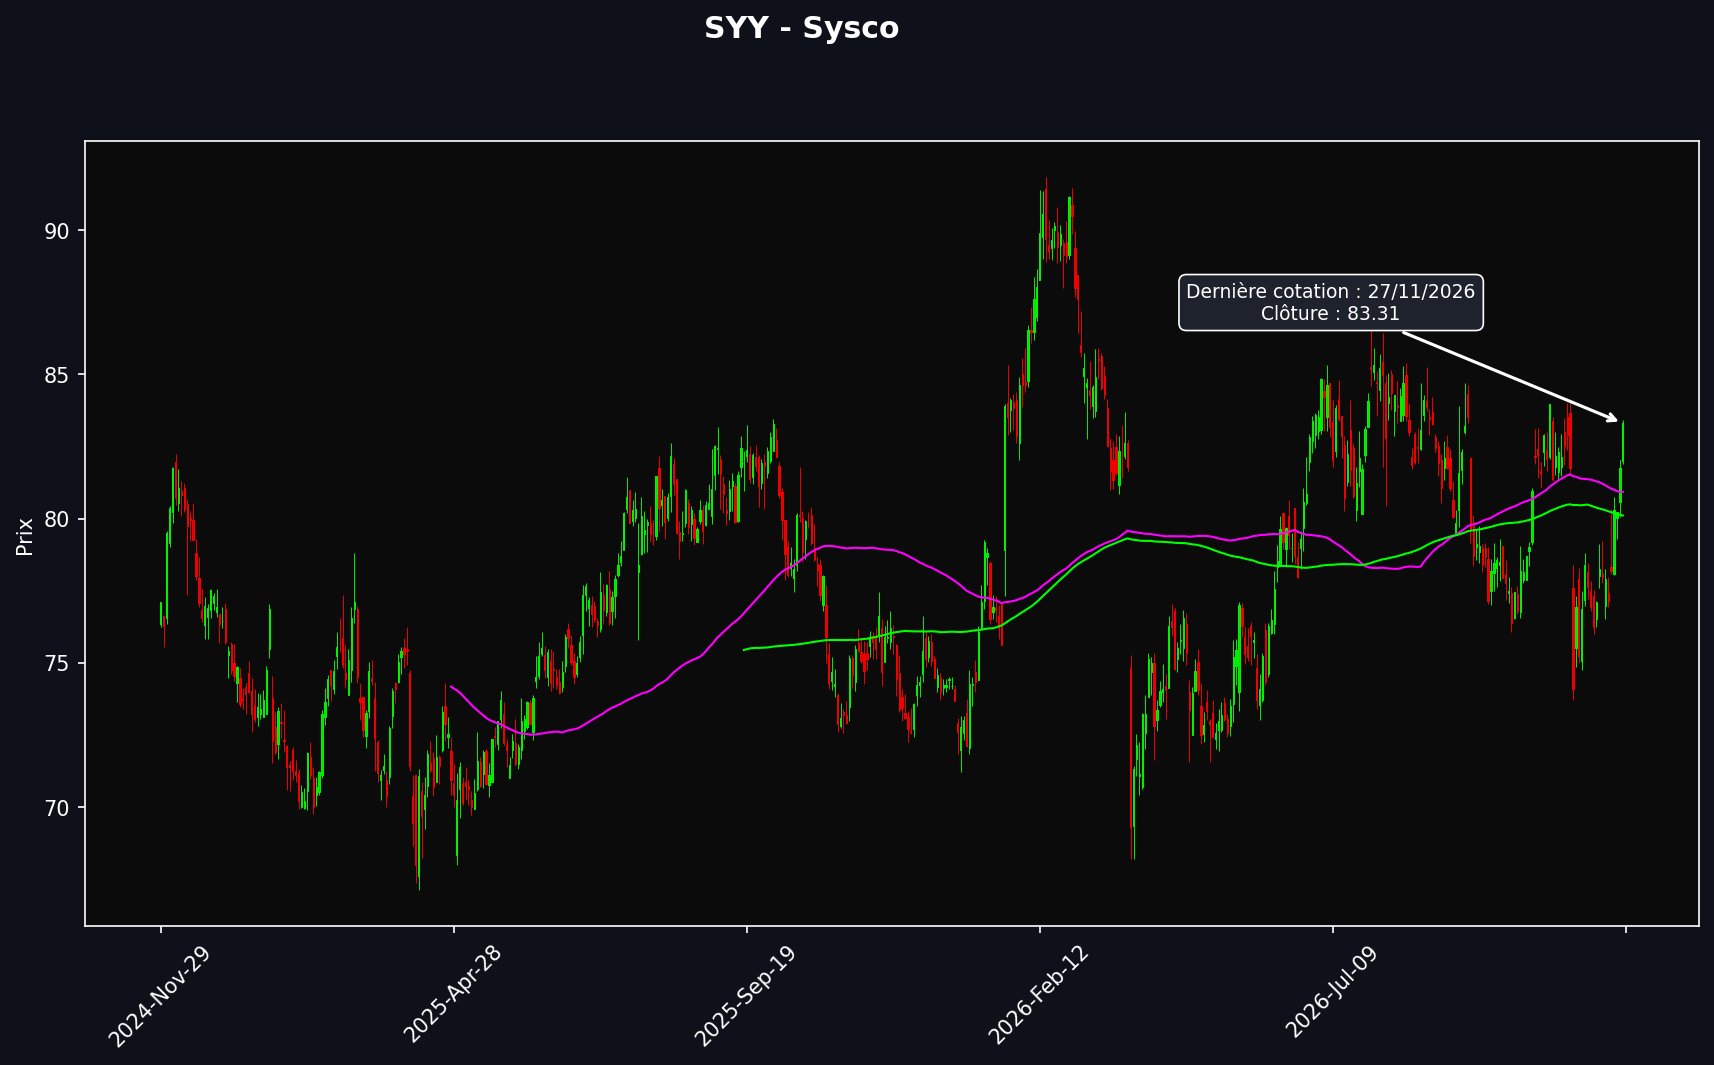 SYY - Sysco
Prix
90
85
80
75
70
Dernière cotation : 27/11/2026
Clôture : 83.31
2024-Nov-29
2025-Apr-28
2025-Sep-19
2026-Feb-12
2026-Jul-09